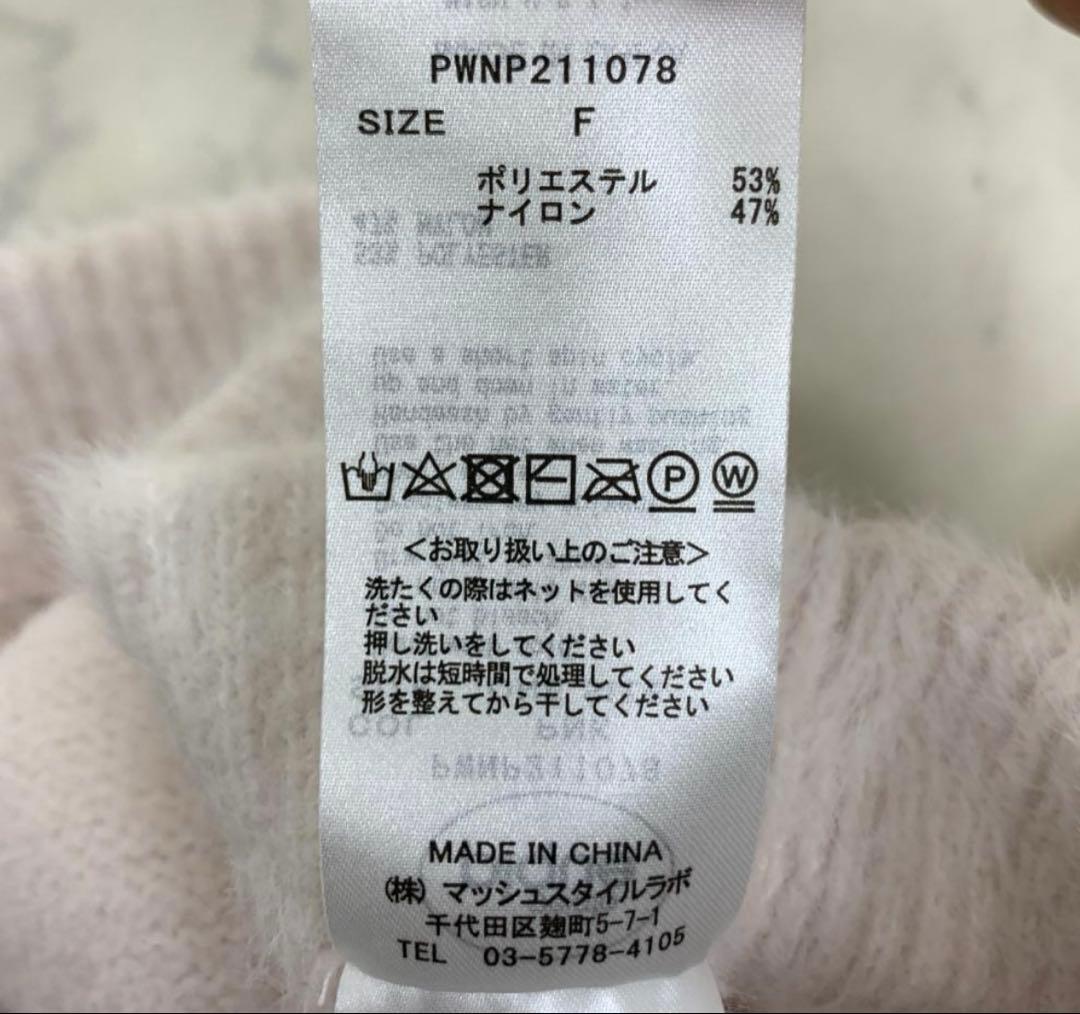 PWNP211078
SIZE F
ポリエステル 53%
ナイロン 47%
P W
＜お取り扱い上のご注意＞
洗たくの際はネットを使用してく
ださい
押し洗いをしてください
脱水は短時間で処理してください
形を整えてから干してください
MADE IN CHINA
(株) マッシュスタイルラボ
千代田区麹町5-7-1
TEL 03-5778-4105